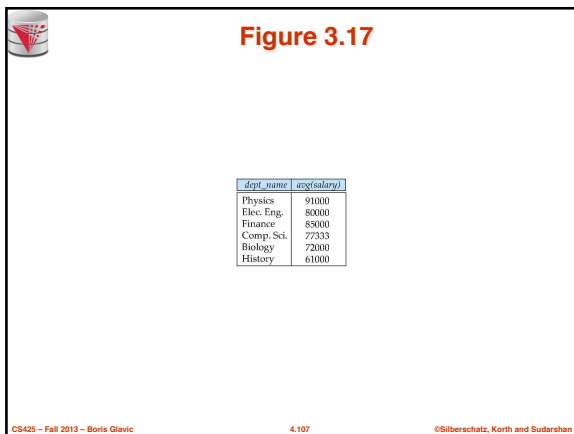 Figure 3.17
dept_name avg(salary)
Physics 91000
Elec. Eng. 80000
Finance 85000
Comp. Sci. 77333
Biology 72000
History 61000
CS425 – Fall 2013 – Boris Glavic 4.107 ©Silberschatz, Korth and Sudarshan